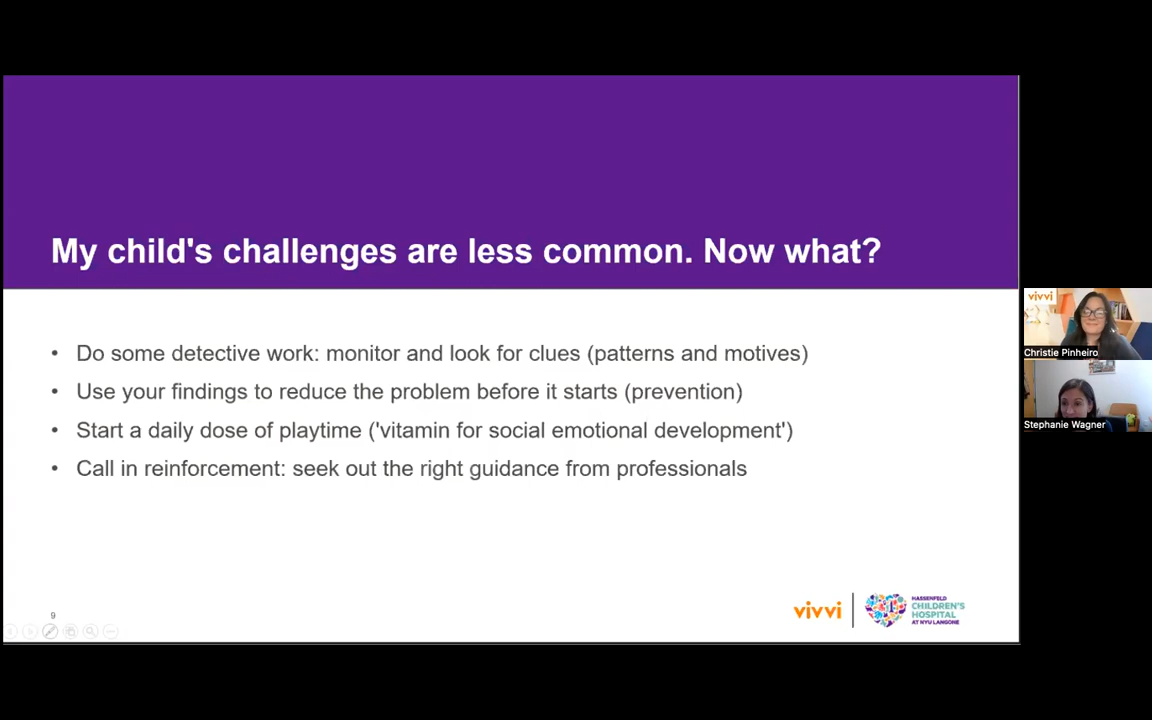 My child's challenges are less common. Now what?
• Do some detective work: monitor and look for clues (patterns and motives)
• Use your findings to reduce the problem before it starts (prevention)
• Start a daily dose of playtime ('vitamin for social emotional development')
• Call in reinforcement: seek out the right guidance from professionals
9
vivvi
HASSENFELD
CHILDREN'S
HOSPITAL
AT NYU LANGONE
vivvi
Christie Pinheiro
Stephanie Wagner